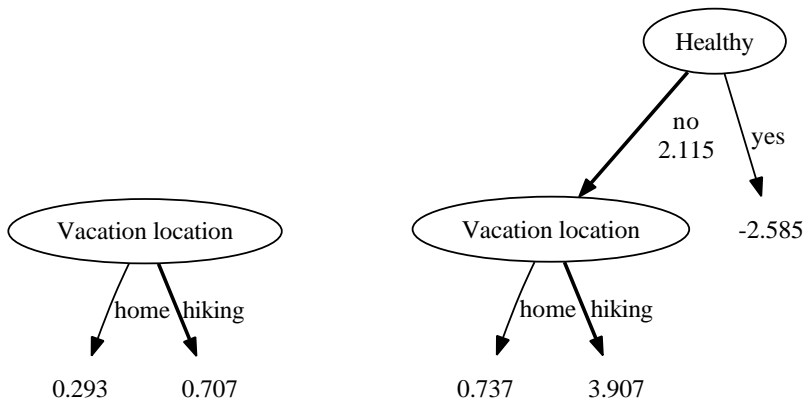 Healthy
no
2.115
yes
Vacation location
Vacation location
-2.585
home
hiking
home
hiking
0.293
0.707
0.737
3.907